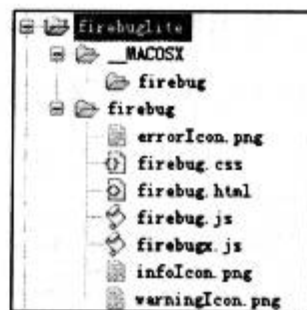 firebuglite
__MACOSX
firebug
firebug
errorIcon.png
firebug.css
firebug.html
firebug.js
firebugx.js
infoIcon.png
warningIcon.png